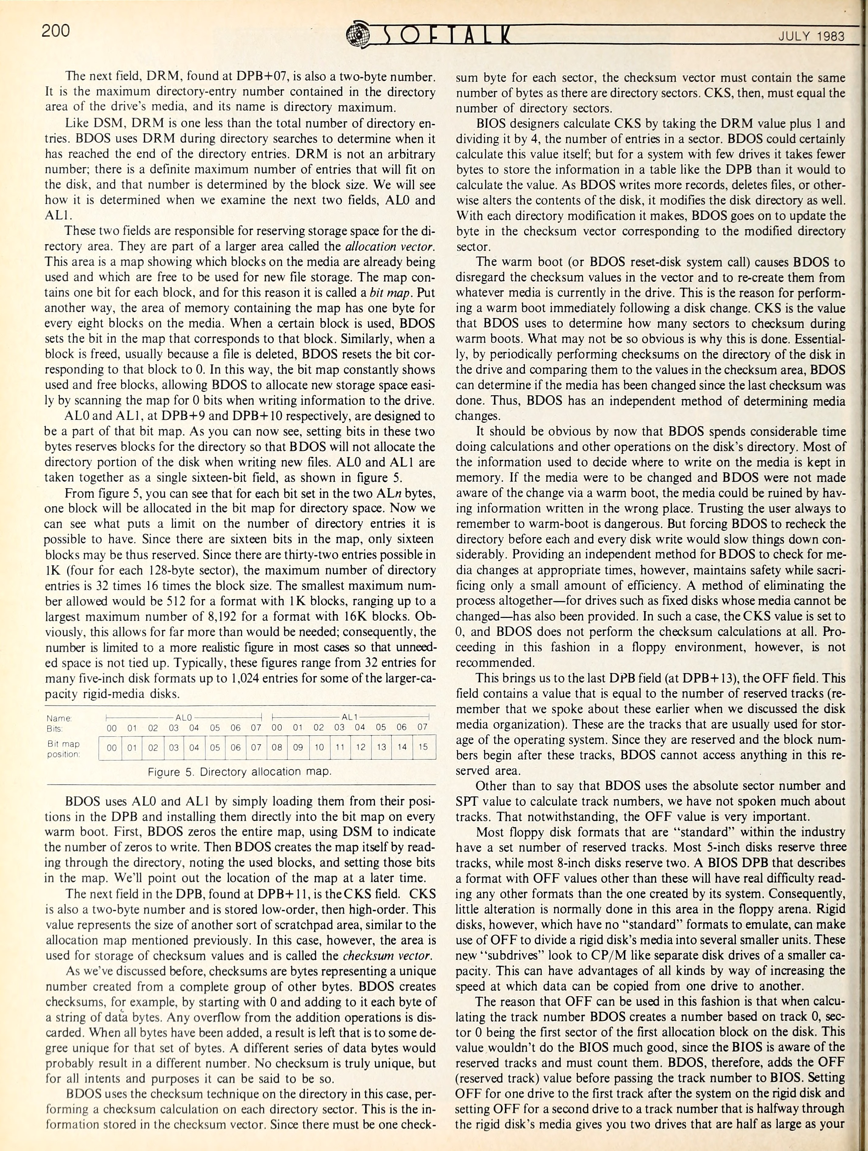 200
SOFTALK
JULY 1983
The next field, DRM, found at DPB+07, is also a two-byte number.
It is the maximum directory-entry number contained in the directory
area of the drive's media, and its name is directory maximum.
Like DSM, DRM is one less than the total number of directory en-
tries. BDOS uses DRM during directory searches to determine when it
has reached the end of the directory entries. DRM is not an arbitrary
number; there is a definite maximum number of entries that will fit on
the disk, and that number is determined by the block size. We will see
how it is determined when we examine the next two fields, AL0 and
AL1.
These two fields are responsible for reserving storage space for the di-
rectory area. They are part of a larger area called the allocation vector.
This area is a map showing which blocks on the media are already being
used and which are free to be used for new file storage. The map con-
tains one bit for each block, and for this reason it is called a bit map. Put
another way, the area of memory containing the map has one byte for
every eight blocks on the media. When a certain block is used, BDOS
sets the bit in the map that corresponds to that block. Similarly, when a
block is freed, usually because a file is deleted, BDOS resets the bit cor-
responding to that block to 0. In this way, the bit map constantly shows
used and free blocks, allowing BDOS to allocate new storage space easi-
ly by scanning the map for 0 bits when writing information to the drive.
AL0 and AL1, at DPB+9 and DPB+10 respectively, are designed to
be a part of that bit map. As you can now see, setting bits in these two
bytes reserves blocks for the directory so that BDOS will not allocate the
directory portion of the disk when writing new files. AL0 and AL1 are
taken together as a single sixteen-bit field, as shown in figure 5.
From figure 5, you can see that for each bit set in the two ALn bytes,
one block will be allocated in the bit map for directory space. Now we
can see what puts a limit on the number of directory entries it is
possible to have. Since there are sixteen bits in the map, only sixteen
blocks may be thus reserved. Since there are thirty-two entries possible in
1K (four for each 128-byte sector), the maximum number of directory
entries is 32 times 16 times the block size. The smallest maximum num-
ber allowed would be 512 for a format with 1K blocks, ranging up to a
largest maximum number of 8,192 for a format with 16K blocks. Ob-
viously, this allows for far more than would be needed; consequently, the
number is limited to a more realistic figure in most cases so that unneed-
ed space is not tied up. Typically, these figures range from 32 entries for
many five-inch disk formats up to 1,024 entries for some of the larger-ca-
pacity rigid-media disks.
Name: AL0 AL1
Bits: 00 01 02 03 04 05 06 07 00 01 02 03 04 05 06 07
Bit map
position: 00 01 02 03 04 05 06 07 08 09 10 11 12 13 14 15
Figure 5. Directory allocation map.
BDOS uses AL0 and AL1 by simply loading them from their posi-
tions in the DPB and installing them directly into the bit map on every
warm boot. First, BDOS zeros the entire map, using DSM to indicate
the number of zeros to write. Then BDOS creates the map itself by read-
ing through the directory, noting the used blocks, and setting those bits
in the map. We'll point out the location of the map at a later time.
The next field in the DPB, found at DPB+11, is the CKS field. CKS
is also a two-byte number and is stored low-order, then high-order. This
value represents the size of another sort of scratchpad area, similar to the
allocation map mentioned previously. In this case, however, the area is
used for storage of checksum values and is called the checksum vector.
As we've discussed before, checksums are bytes representing a unique
number created from a complete group of other bytes. BDOS creates
checksums, for example, by starting with 0 and adding to it each byte of
a string of data bytes. Any overflow from the addition operations is dis-
carded. When all bytes have been added, a result is left that is to some de-
gree unique for that set of bytes. A different series of data bytes would
probably result in a different number. No checksum is truly unique, but
for all intents and purposes it can be said to be so.
BDOS uses the checksum technique on the directory in this case, per-
forming a checksum calculation on each directory sector. This is the in-
formation stored in the checksum vector. Since there must be one check-
sum byte for each sector, the checksum vector must contain the same
number of bytes as there are directory sectors. CKS, then, must equal the
number of directory sectors.
BIOS designers calculate CKS by taking the DRM value plus 1 and
dividing it by 4, the number of entries in a sector. BDOS could certainly
calculate this value itself; but for a system with few drives it takes fewer
bytes to store the information in a table like the DPB than it would to
calculate the value. As BDOS writes more records, deletes files, or other-
wise alters the contents of the disk, it modifies the disk directory as well.
With each directory modification it makes, BDOS goes on to update the
byte in the checksum vector corresponding to the modified directory
sector.
The warm boot (or BDOS reset-disk system call) causes BDOS to
disregard the checksum values in the vector and to re-create them from
whatever media is currently in the drive. This is the reason for perform-
ing a warm boot immediately following a disk change. CKS is the value
that BDOS uses to determine how many sectors to checksum during
warm boots. What may not be so obvious is why this is done. Essential-
ly, by periodically performing checksums on the directory of the disk in
the drive and comparing them to the values in the checksum area, BDOS
can determine if the media has been changed since the last checksum was
done. Thus, BDOS has an independent method of determining media
changes.
It should be obvious by now that BDOS spends considerable time
doing calculations and other operations on the disk's directory. Most of
the information used to decide where to write on the media is kept in
memory. If the media were to be changed and BDOS were not made
aware of the change via a warm boot, the media could be ruined by hav-
ing information written in the wrong place. Trusting the user always to
remember to warm-boot is dangerous. But forcing BDOS to recheck the
directory before each and every disk write would slow things down con-
siderably. Providing an independent method for BDOS to check for me-
dia changes at appropriate times, however, maintains safety while sacri-
ficing only a small amount of efficiency. A method of eliminating the
process altogether—for drives such as fixed disks whose media cannot be
changed—has also been provided. In such a case, the CKS value is set to
0, and BDOS does not perform the checksum calculations at all. Pro-
ceeding in this fashion in a floppy environment, however, is not
recommended.
This brings us to the last DPB field (at DPB+13), the OFF field. This
field contains a value that is equal to the number of reserved tracks (re-
member that we spoke about these earlier when we discussed the disk
media organization). These are the tracks that are usually used for stor-
age of the operating system. Since they are reserved and the block num-
bers begin after these tracks, BDOS cannot access anything in this re-
served area.
Other than to say that BDOS uses the absolute sector number and
SPT value to calculate track numbers, we have not spoken much about
tracks. That notwithstanding, the OFF value is very important.
Most floppy disk formats that are "standard" within the industry
have a set number of reserved tracks. Most 5-inch disks reserve three
tracks, while most 8-inch disks reserve two. A BIOS DPB that describes
a format with OFF values other than these will have real difficulty read-
ing any other formats than the one created by its system. Consequently,
little alteration is normally done in this area in the floppy arena. Rigid
disks, however, which have no "standard" formats to emulate, can make
use of OFF to divide a rigid disk's media into several smaller units. These
new "subdrives" look to CP/M like separate disk drives of a smaller ca-
pacity. This can have advantages of all kinds by way of increasing the
speed at which data can be copied from one drive to another.
The reason that OFF can be used in this fashion is that when calcu-
lating the track number BDOS creates a number based on track 0, sec-
tor 0 being the first sector of the first allocation block on the disk. This
value wouldn't do the BIOS much good, since the BIOS is aware of the
reserved tracks and must count them. BDOS, therefore, adds the OFF
(reserved track) value before passing the track number to BIOS. Setting
OFF for one drive to the first track after the system on the rigid disk and
setting OFF for a second drive to a track number that is halfway through
the rigid disk's media gives you two drives that are half as large as your